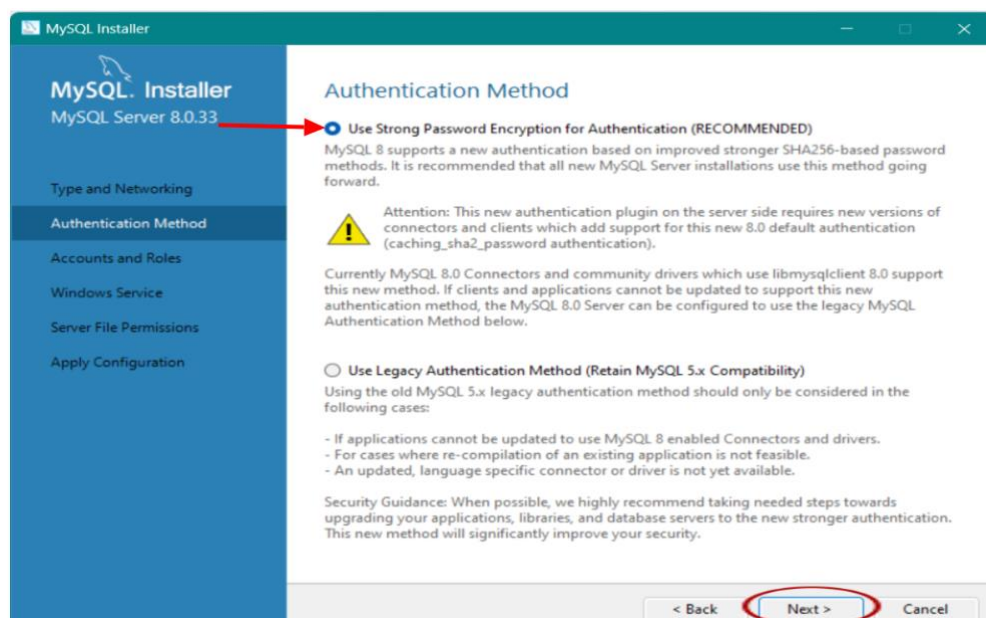 MySQL Installer
MySQL. Installer
MySQL Server 8.0.33
Type and Networking
Authentication Method
Accounts and Roles
Windows Service
Server File Permissions
Apply Configuration
Authentication Method
Use Strong Password Encryption for Authentication (RECOMMENDED)
MySQL 8 supports a new authentication based on improved stronger SHA256-based password
methods. It is recommended that all new MySQL Server installations use this method going
forward.
Attention: This new authentication plugin on the server side requires new versions of
connectors and clients which add support for this new 8.0 default authentication
(caching_sha2_password authentication).
Currently MySQL 8.0 Connectors and community drivers which use libmysqlclient 8.0 support
this new method. If clients and applications cannot be updated to support this new
authentication method, the MySQL 8.0 Server can be configured to use the legacy MySQL
Authentication Method below.
Use Legacy Authentication Method (Retain MySQL 5.x Compatibility)
Using the old MySQL 5.x legacy authentication method should only be considered in the
following cases:
- If applications cannot be updated to use MySQL 8 enabled Connectors and drivers.
- For cases where re-compilation of an existing application is not feasible.
- An updated, language specific connector or driver is not yet available.
Security Guidance: When possible, we highly recommend taking needed steps towards
upgrading your applications, libraries, and database servers to the new stronger authentication.
This new method will significantly improve your security.
< Back
Next >
Cancel